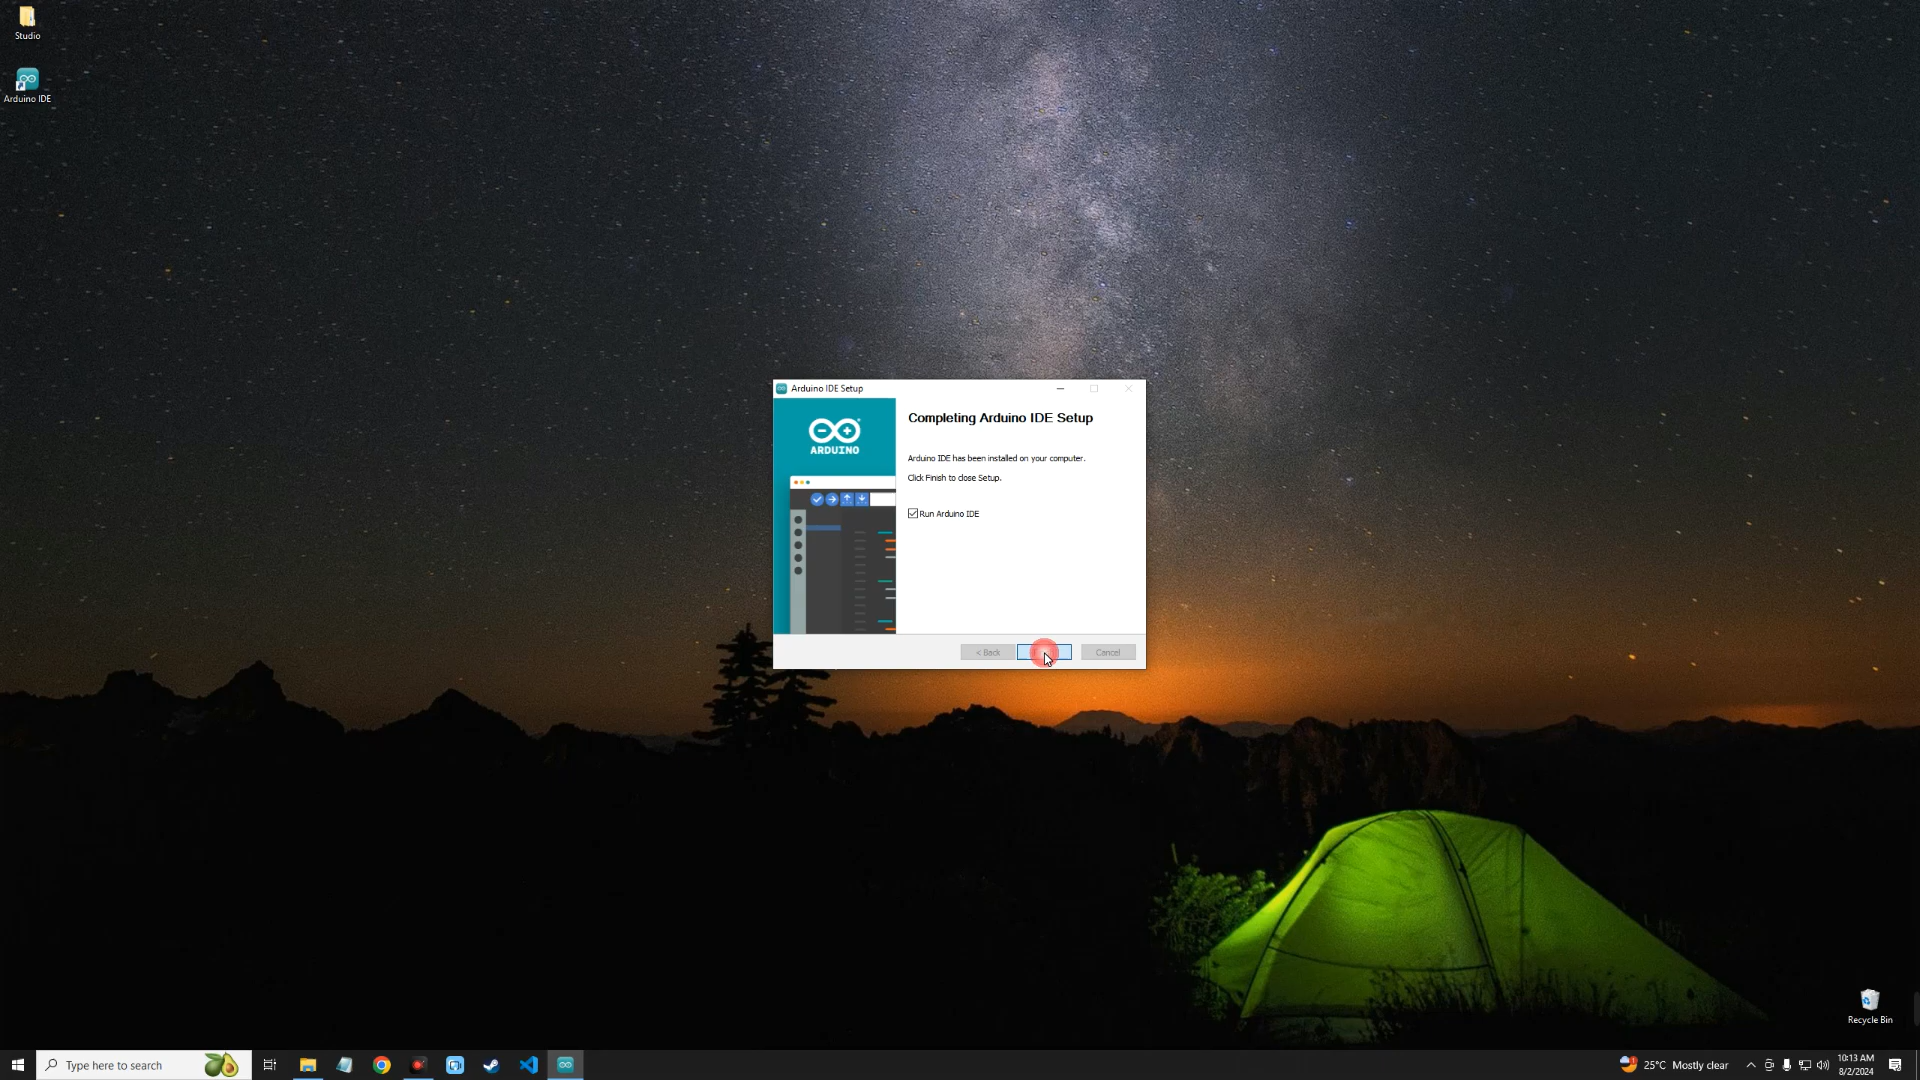 Studio
Arduino IDE
Arduino IDE Setup
ARDUINO
Completing Arduino IDE Setup
Arduino IDE has been installed on your computer.
Click Finish to close Setup.
Run Arduino IDE
< Back
Cancel
Recycle Bin
Type here to search
25°C Mostly clear
10:13 AM
8/2/2024